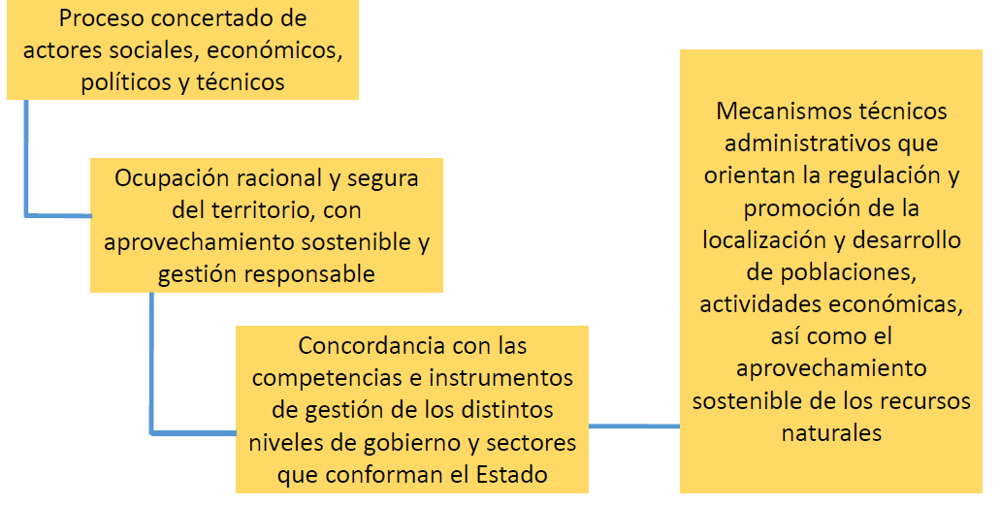 Proceso concertado de
actores sociales, económicos,
políticos y técnicos
Ocupación racional y segura
del territorio, con
aprovechamiento sostenible y
gestión responsable
Concordancia con las
competencias e instrumentos
de gestión de los distintos
niveles de gobierno y sectores
que conforman el Estado
Mecanismos técnicos
administrativos que
orientan la regulación y
promoción de la
localización y desarrollo
de poblaciones,
actividades económicas,
así como el
aprovechamiento
sostenible de los recursos
naturales